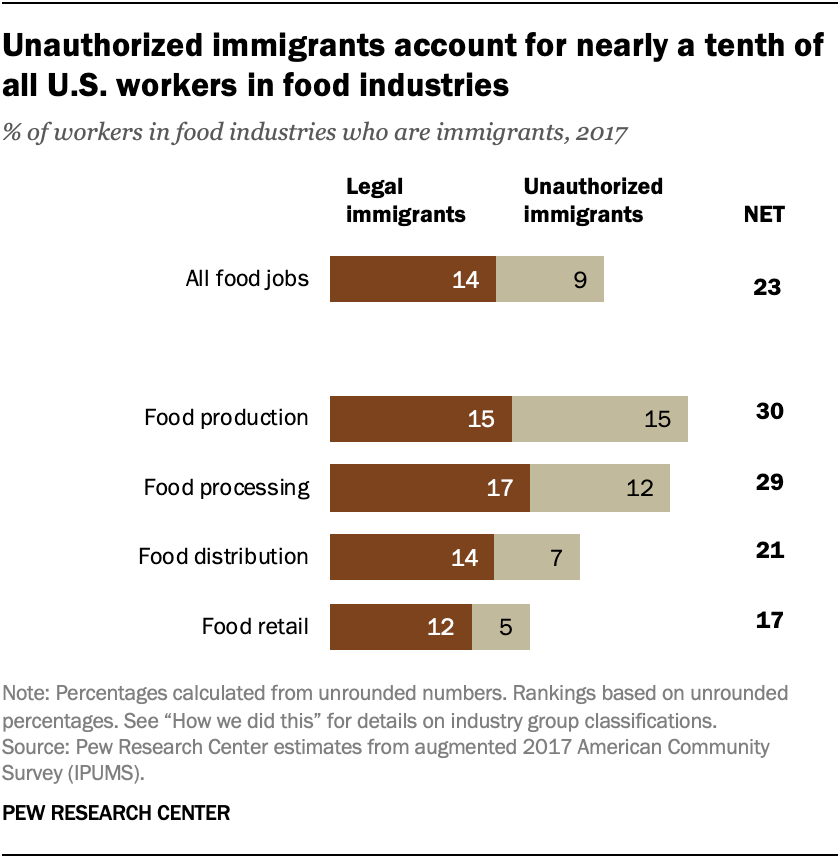 Unauthorized immigrants account for nearly a tenth of
all U.S. workers in food industries
% of workers in food industries who are immigrants, 2017
Legal immigrants Unauthorized immigrants NET
All food jobs 14 9 23
Food production 15 15 30
Food processing 17 12 29
Food distribution 14 7 21
Food retail 12 5 17
Note: Percentages calculated from unrounded numbers. Rankings based on unrounded
percentages. See “How we did this” for details on industry group classifications.
Source: Pew Research Center estimates from augmented 2017 American Community
Survey (IPUMS).
PEW RESEARCH CENTER